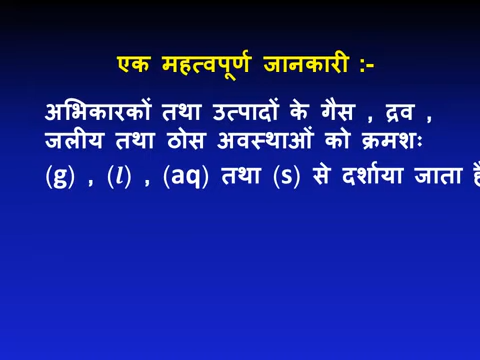 एक महत्वपूर्ण जानकारी :-
अभिकारकों तथा उत्पादों के गैस , द्रव ,
जलीय तथा ठोस अवस्थाओं को क्रमशः
(g) , (l) , (aq) तथा (s) से दर्शाया जाता है